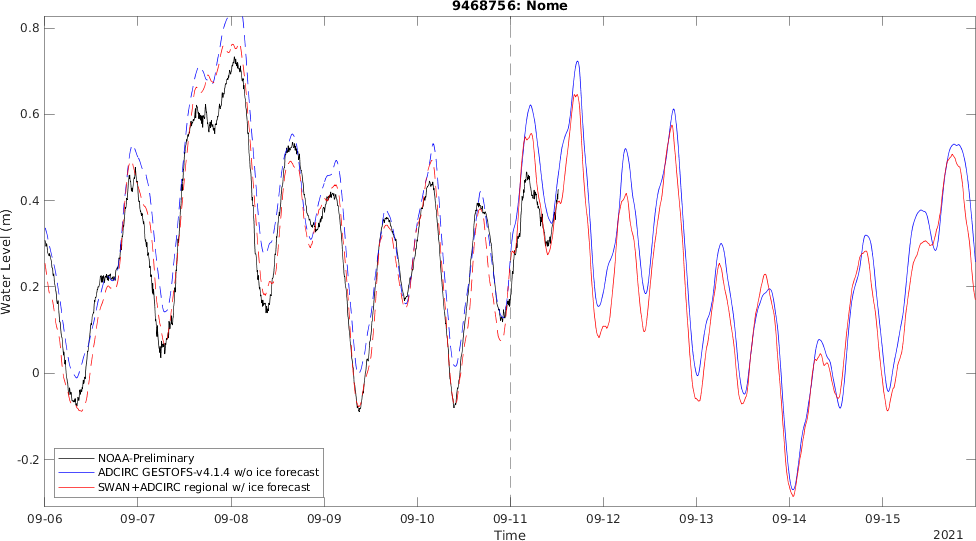 9468756: Nome
0.8
0.6
0.4
0.2
0
-0.2
Water Level (m)
NOAA-Preliminary
ADCIRC GESTOFS-v4.1.4 w/o ice forecast
SWAN+ADCIRC regional w/ ice forecast
09-06 09-07 09-08 09-09 09-10 09-11 09-12 09-13 09-14 09-15
Time
2021